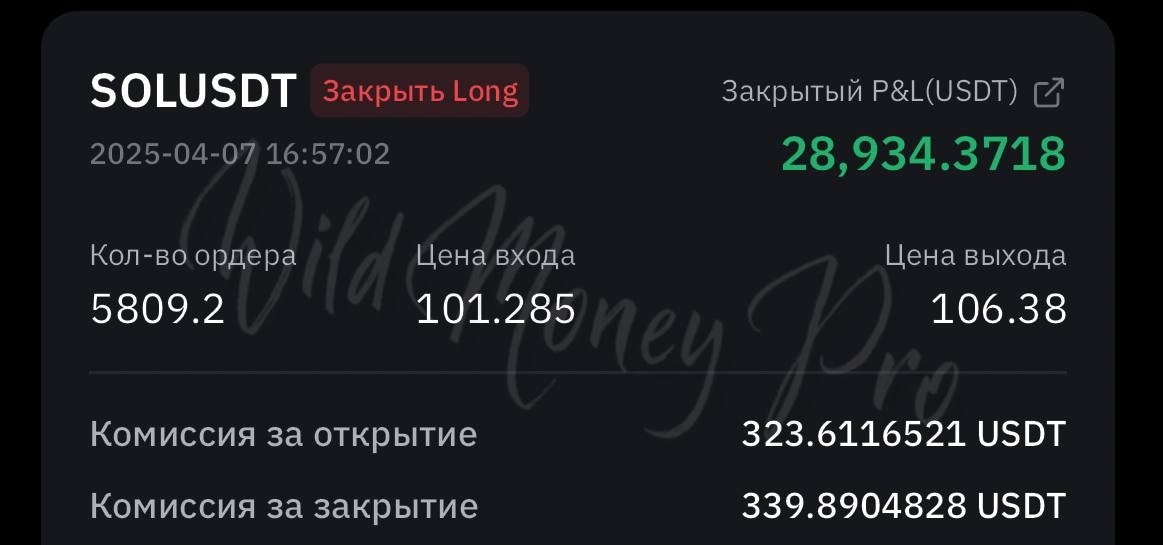 SOLUSDT Закрыть Long Закрытый P&L(USDT)
2025-04-07 16:57:02 28,934.3718
Кол-во ордера Цена входа Цена выхода
5809.2 101.285 106.38
Wild Money Pro
Комиссия за открытие 323.6116521 USDT
Комиссия за закрытие 339.8904828 USDT